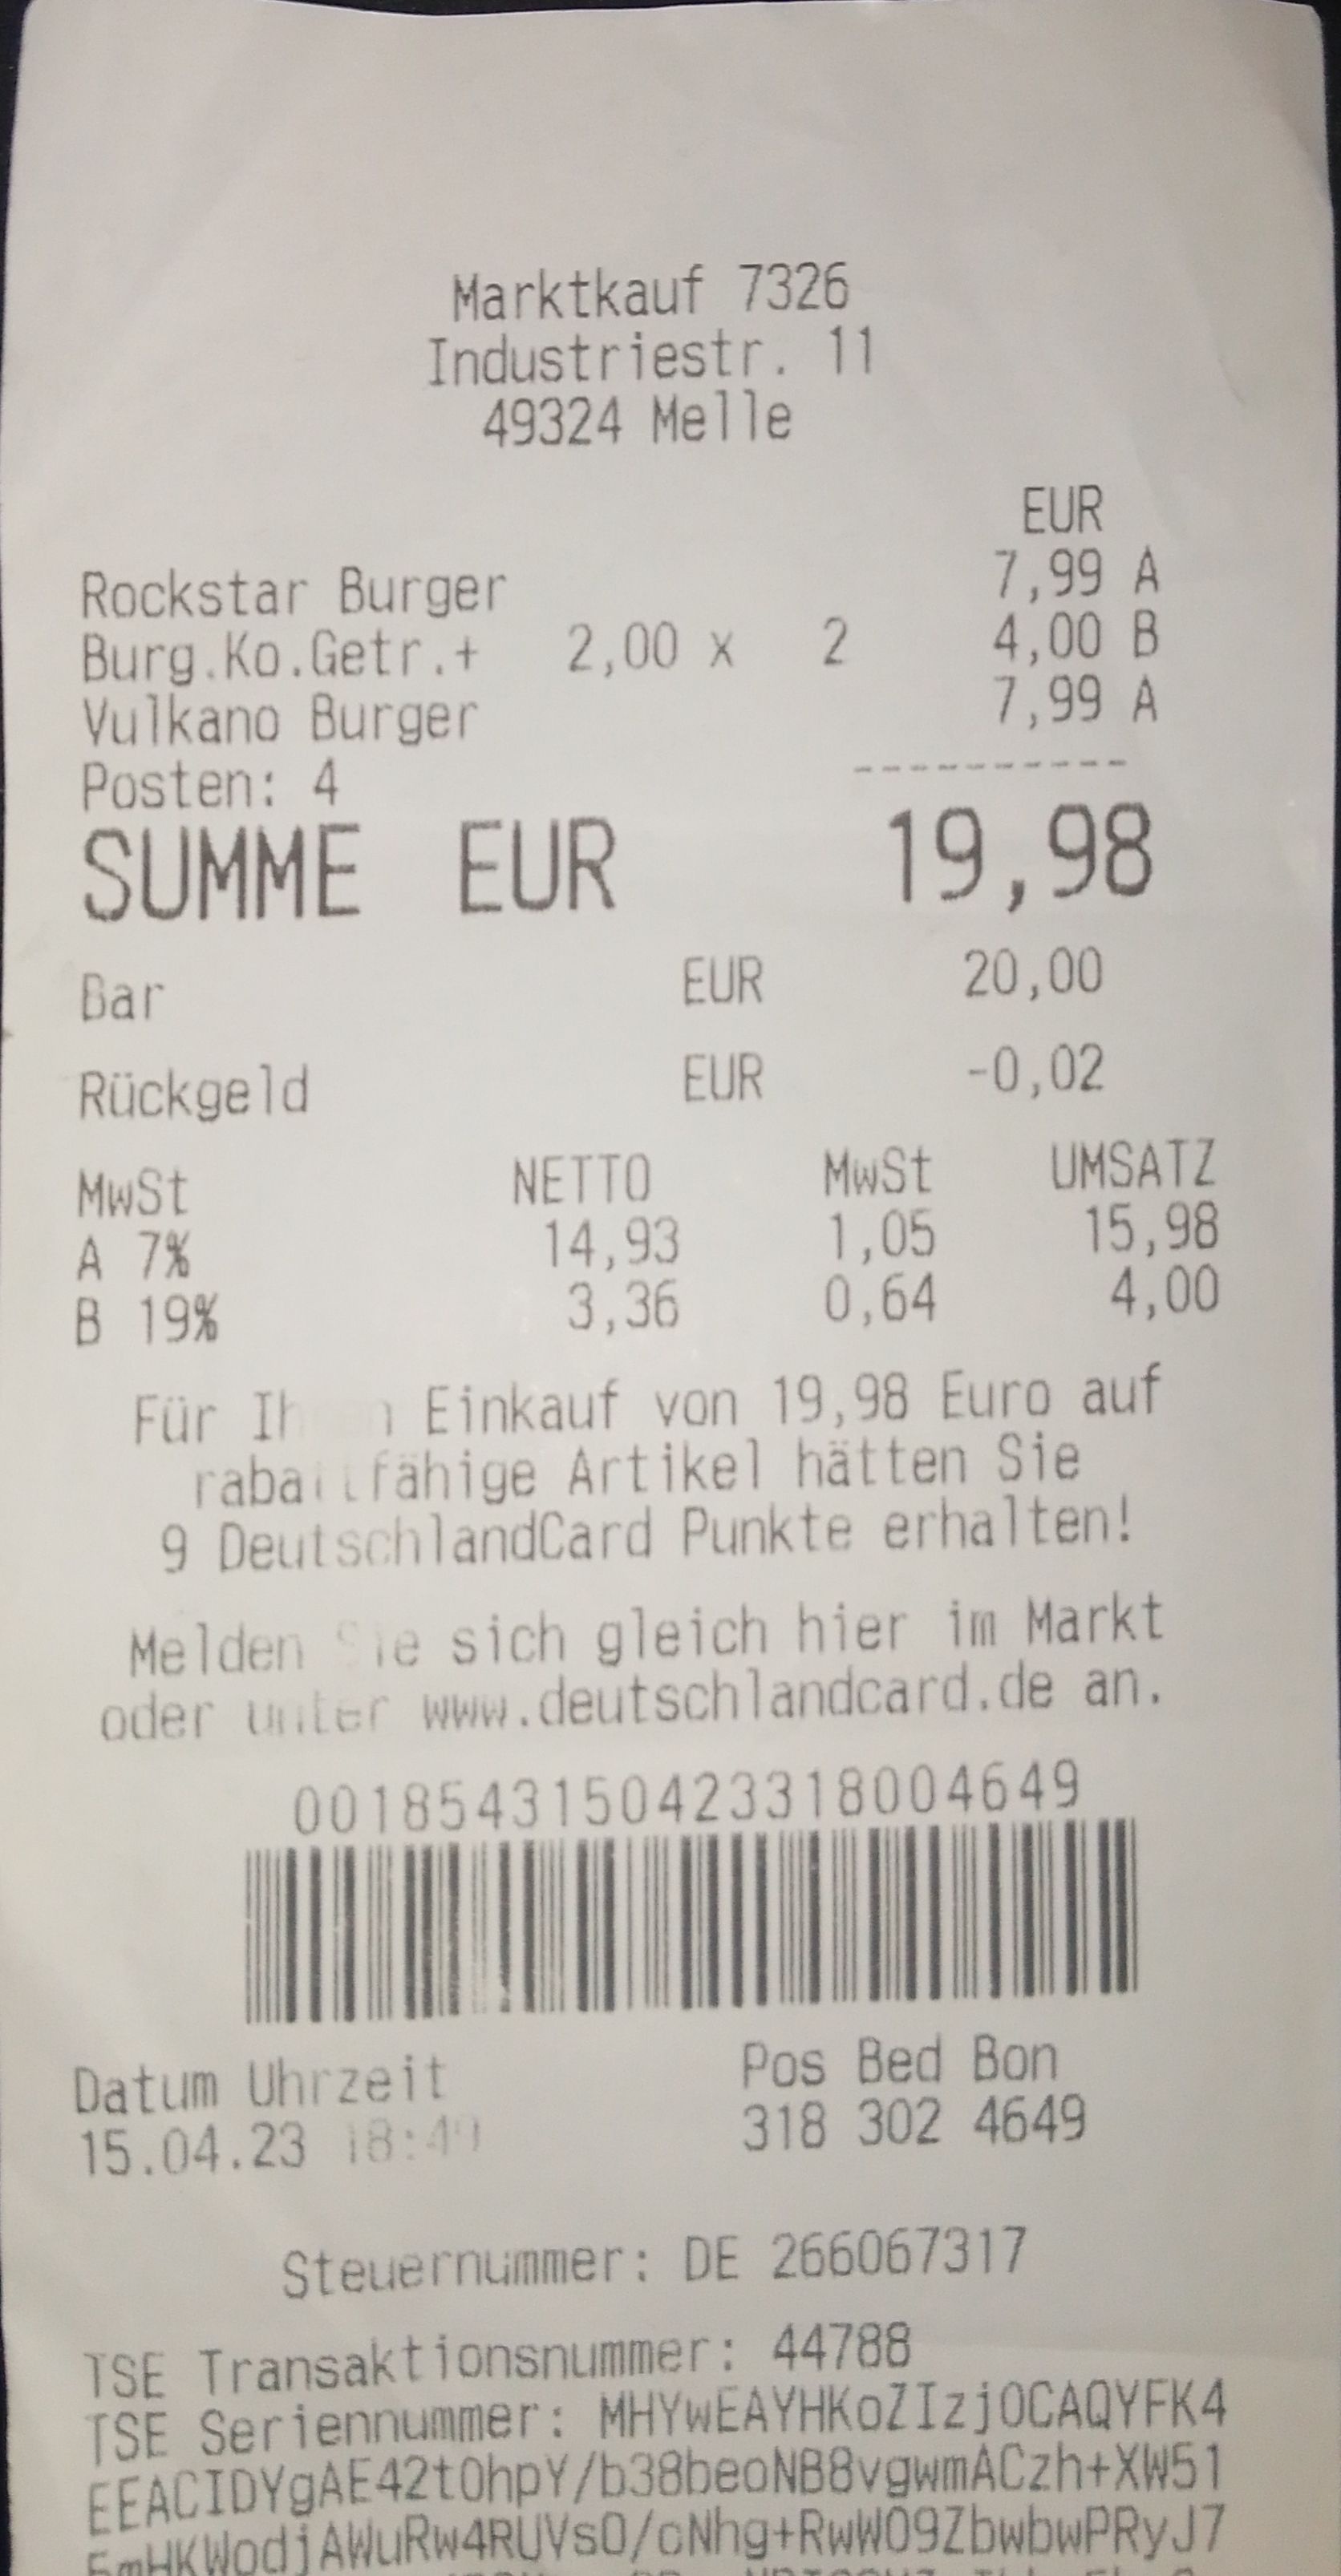 Marktkauf 7326
Industriestr. 11
49324 Melle
EUR
Rockstar Burger 7,99 A
Burg.Ko.Getr.+ 2,00 x 2 4,00 B
Vulkano Burger 7,99 A
Posten: 4
----------
SUMME EUR 19,98
Bar EUR 20,00
Rückgeld EUR -0,02
MwSt NETTO MwSt UMSATZ
A 7% 14,93 1,05 15,98
B 19% 3,36 0,64 4,00
Für Ihren Einkauf von 19,98 Euro auf
rabattfähige Artikel hätten Sie
9 DeutschlandCard Punkte erhalten!
Melden Sie sich gleich hier im Markt
oder unter www.deutschlandcard.de an.
0018543150423318004649
Datum Uhrzeit Pos Bed Bon
15.04.23 18:49 318 302 4649
Steuernummer: DE 266067317
TSE Transaktionsnummer: 44788
TSE Seriennummer: MHYwEAYHKoZIzj0CAQYFK4
EEACIDYgAE42tOhpY/b38beoNB8vgwmACzh+XW51
5mHKWodjAWuRw4RUVsO/cNhg+RwWO9ZbwbwPRyJ7